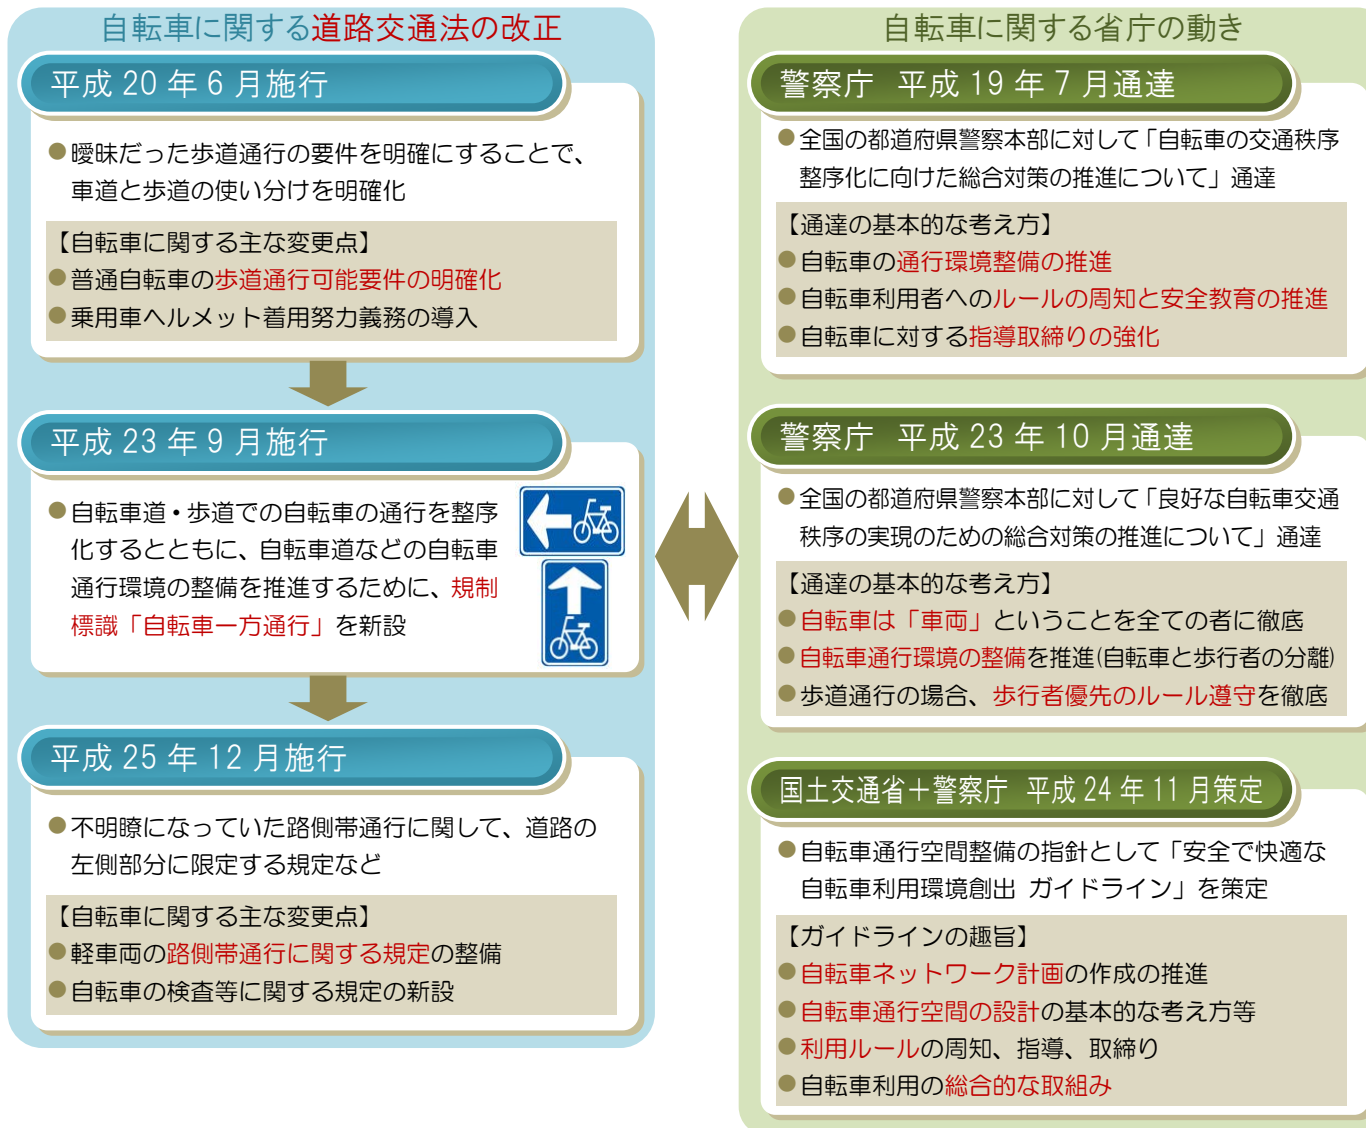 自転車に関する道路交通法の改正
平成 20 年 6 月施行
●曖昧だった歩道通行の要件を明確にすることで、
車道と歩道の使い分けを明確化
【自転車に関する主な変更点】
●普通自転車の歩道通行可能要件の明確化
●乗用車ヘルメット着用努力義務の導入
平成 23 年 9 月施行
●自転車道・歩道での自転車の通行を整序
化するとともに、自転車道などの自転車
通行環境の整備を推進するために、規制
標識「自転車一方通行」を新設
平成 25 年 12 月施行
●不明瞭になっていた路側帯通行に関して、道路の
左側部分に限定する規定など
【自転車に関する主な変更点】
●軽車両の路側帯通行に関する規定の整備
●自転車の検査等に関する規定の新設
自転車に関する省庁の動き
警察庁 平成 19 年 7 月通達
●全国の都道府県警察本部に対して「自転車の交通秩序
整序化に向けた総合対策の推進について」通達
【通達の基本的な考え方】
●自転車の通行環境整備の推進
●自転車利用者へのルールの周知と安全教育の推進
●自転車に対する指導取締りの強化
警察庁 平成 23 年 10 月通達
●全国の都道府県警察本部に対して「良好な自転車交通
秩序の実現のための総合対策の推進について」通達
【通達の基本的な考え方】
●自転車は「車両」ということを全ての者に徹底
●自転車通行環境の整備を推進(自転車と歩行者の分離)
●歩道通行の場合、歩行者優先のルール遵守を徹底
国土交通省＋警察庁 平成 24 年 11 月策定
●自転車通行空間整備の指針として「安全で快適な
自転車利用環境創出 ガイドライン」を策定
【ガイドラインの趣旨】
●自転車ネットワーク計画の作成の推進
●自転車通行空間の設計の基本的な考え方等
●利用ルールの周知、指導、取締り
●自転車利用の総合的な取組み